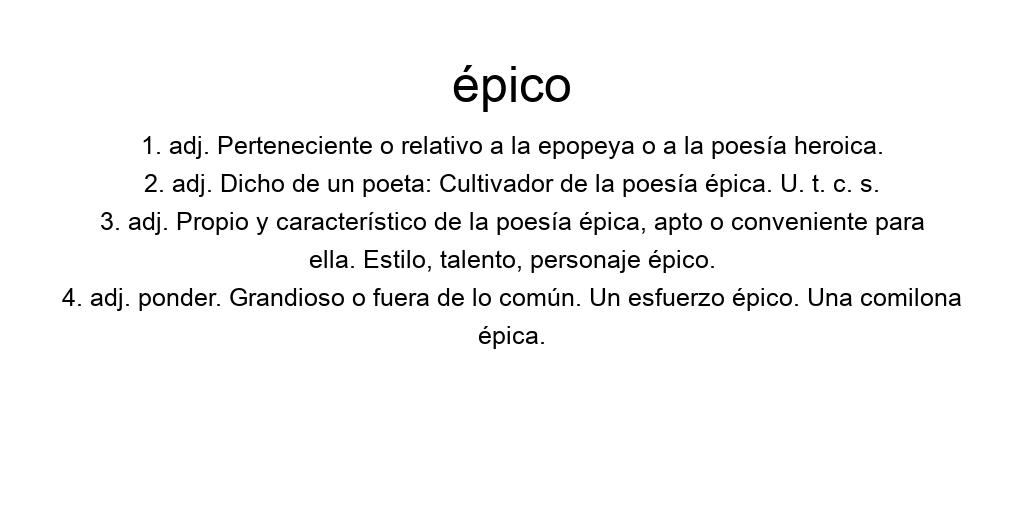 épico
1. adj. Perteneciente o relativo a la epopeya o a la poesía heroica.
2. adj. Dicho de un poeta: Cultivador de la poesía épica. U. t. c. s.
3. adj. Propio y característico de la poesía épica, apto o conveniente para
ella. Estilo, talento, personaje épico.
4. adj. ponder. Grandioso o fuera de lo común. Un esfuerzo épico. Una comilona
épica.